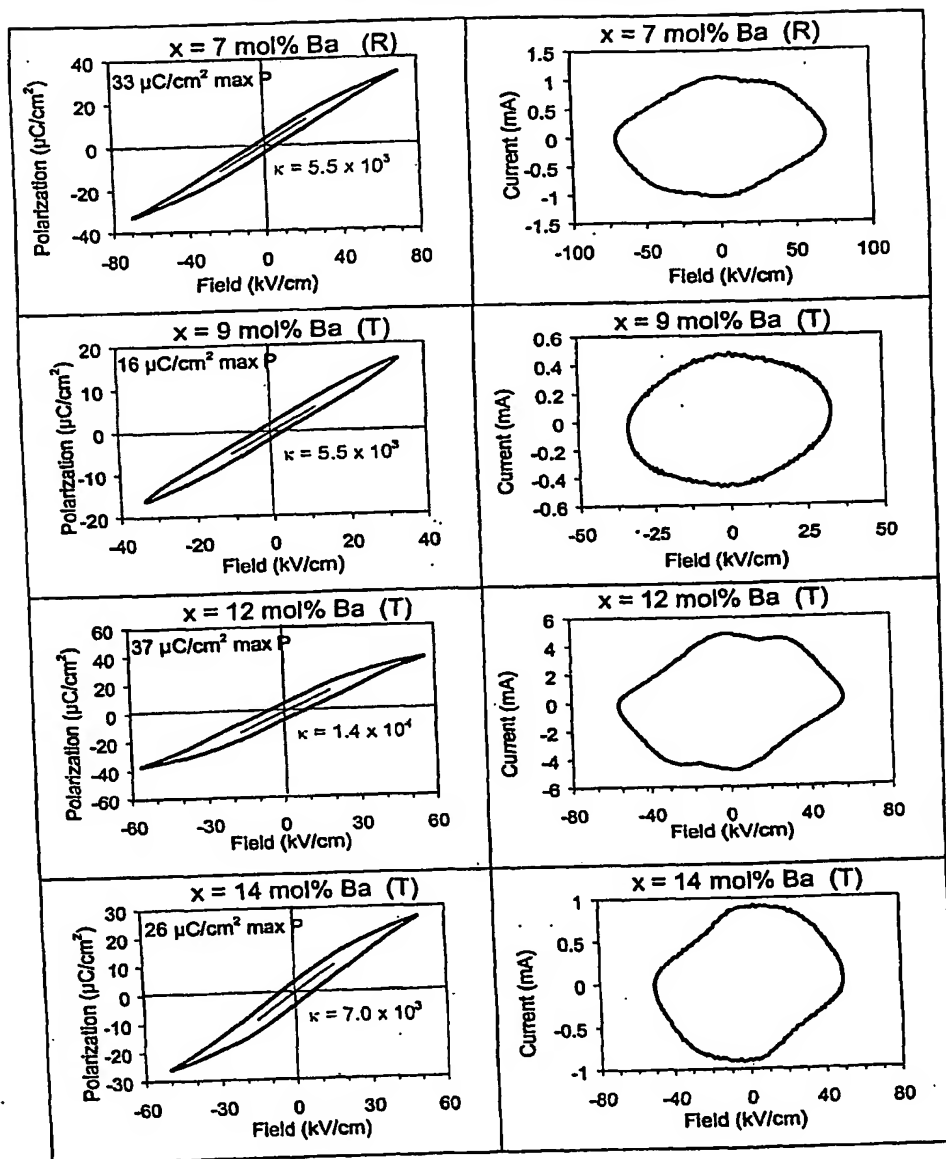 x = 7 mol% Ba (R)
Polarization (µC/cm²)
40
20
0
-20
-40
33 µC/cm² max P
κ = 5.5 x 10³
-80 -40 0 40 80
Field (kV/cm)
x = 7 mol% Ba (R)
Current (mA)
1.5
1
0.5
0
-0.5
-1
-1.5
-100 -50 0 50 100
Field (kV/cm)
x = 9 mol% Ba (T)
Polarization (µC/cm²)
20
10
0
-10
-20
16 µC/cm² max P
κ = 5.5 x 10³
-40 -20 0 20 40
Field (kV/cm)
x = 9 mol% Ba (T)
Current (mA)
0.6
0.4
0.2
0
-0.2
-0.4
-0.6
-50 -25 0 25 50
Field (kV/cm)
x = 12 mol% Ba (T)
Polarization (µC/cm²)
60
40
20
0
-20
-40
-60
37 µC/cm² max P
κ = 1.4 x 10⁴
-60 -30 0 30 60
Field (kV/cm)
x = 12 mol% Ba (T)
Current (mA)
6
4
2
0
-2
-4
-6
-80 -40 0 40 80
Field (kV/cm)
x = 14 mol% Ba (T)
Polarization (µC/cm²)
30
20
10
0
-10
-20
-30
26 µC/cm² max P
κ = 7.0 x 10³
-60 -30 0 30 60
Field (kV/cm)
x = 14 mol% Ba (T)
Current (mA)
1
0.5
0
-0.5
-1
-80 -40 0 40 80
Field (kV/cm)